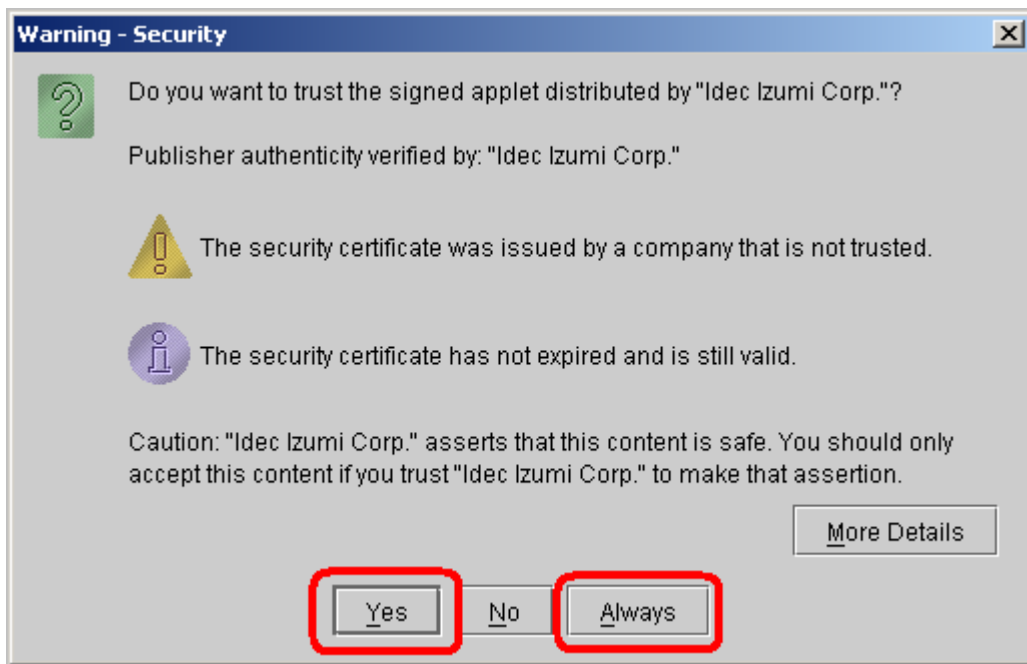 Warning - Security
Do you want to trust the signed applet distributed by "Idec Izumi Corp."?
Publisher authenticity verified by: "Idec Izumi Corp."
The security certificate was issued by a company that is not trusted.
The security certificate has not expired and is still valid.
Caution: "Idec Izumi Corp." asserts that this content is safe. You should only
accept this content if you trust "Idec Izumi Corp." to make that assertion.
More Details
Yes No Always